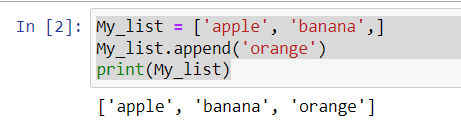 In [2]: My_list = ['apple', 'banana',]
My_list.append('orange')
print(My_list)
['apple', 'banana', 'orange']